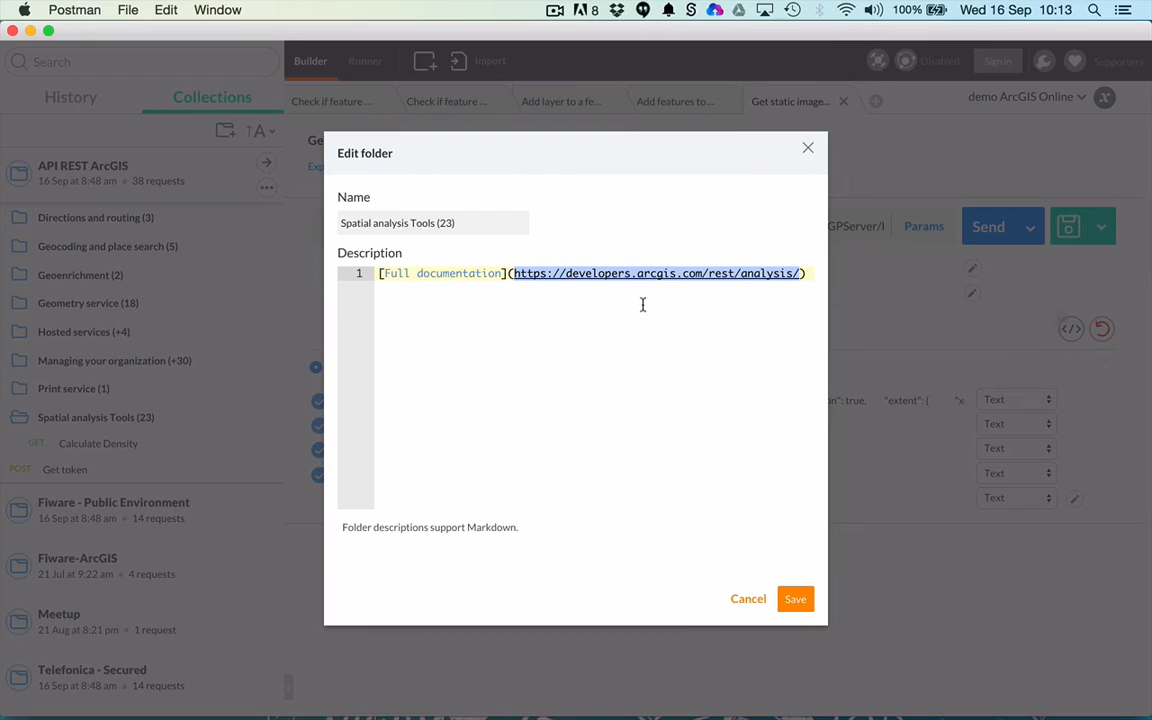 Postman File Edit Window 8 S 100% Wed 16 Sep 10:13
Search
Builder Runner Import Disabled Sign in Supporters
History Collections
Check if feature ... Check if feature ... Add layer to a fe... Add features to ... Get static image... demo ArcGIS Online
A
API REST ArcGIS
16 Sep at 8:48 am 38 requests
Directions and routing (3)
Geocoding and place search (5)
Geoenrichment (2)
Geometry service (18)
Hosted services (+4)
Managing your organization (+30)
Print service (1)
Spatial analysis Tools (23)
GET Calculate Density
POST Get token
Fiware - Public Environment
16 Sep at 8:48 am 14 requests
Fiware-ArcGIS
21 Jul at 9:22 am 4 requests
Meetup
21 Aug at 8:21 pm 1 request
Telefonica - Secured
16 Sep at 8:48 am 14 requests
Edit folder
Name
Spatial analysis Tools (23)
Description
1 [Full documentation](https://developers.arcgis.com/rest/analysis/)
Folder descriptions support Markdown.
Cancel Save
GPServer/ Params Send
on": true, "extent": { "x Text
Text
Text
Text
Text